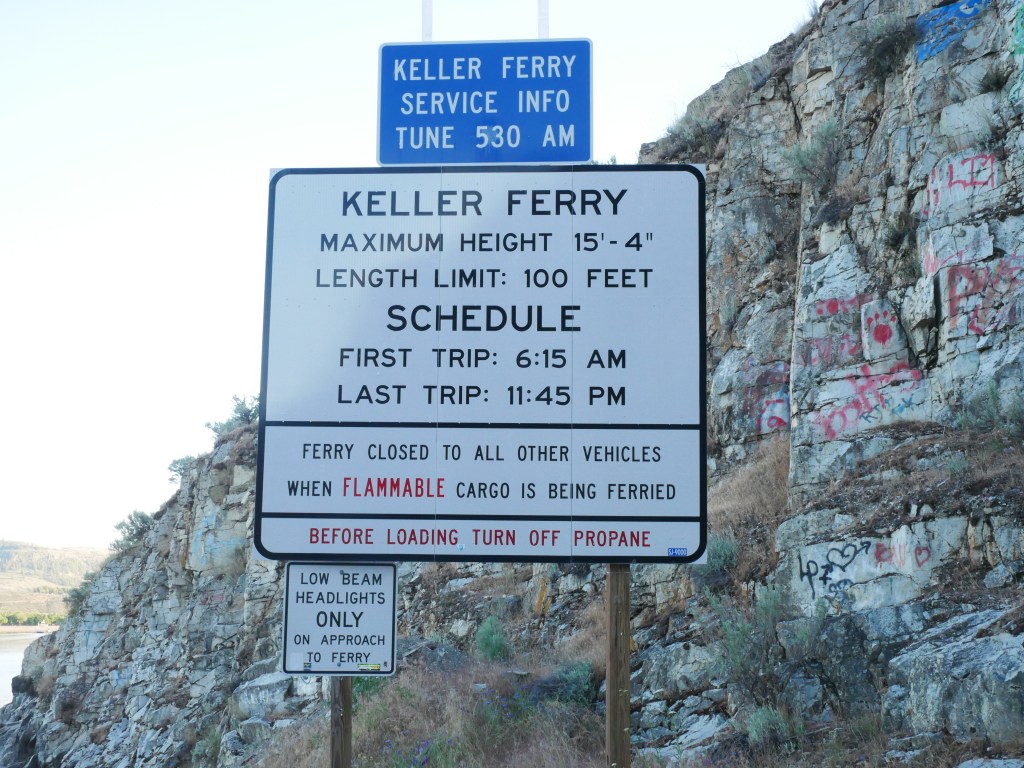 KELLER FERRY
SERVICE INFO
TUNE 530 AM
KELLER FERRY
MAXIMUM HEIGHT 15'-4"
LENGTH LIMIT: 100 FEET
SCHEDULE
FIRST TRIP: 6:15 AM
LAST TRIP: 11:45 PM
FERRY CLOSED TO ALL OTHER VEHICLES
WHEN FLAMMABLE CARGO IS BEING FERRIED
BEFORE LOADING TURN OFF PROPANE
SJ-9000
LOW BEAM
HEADLIGHTS
ONLY
ON APPROACH
TO FERRY